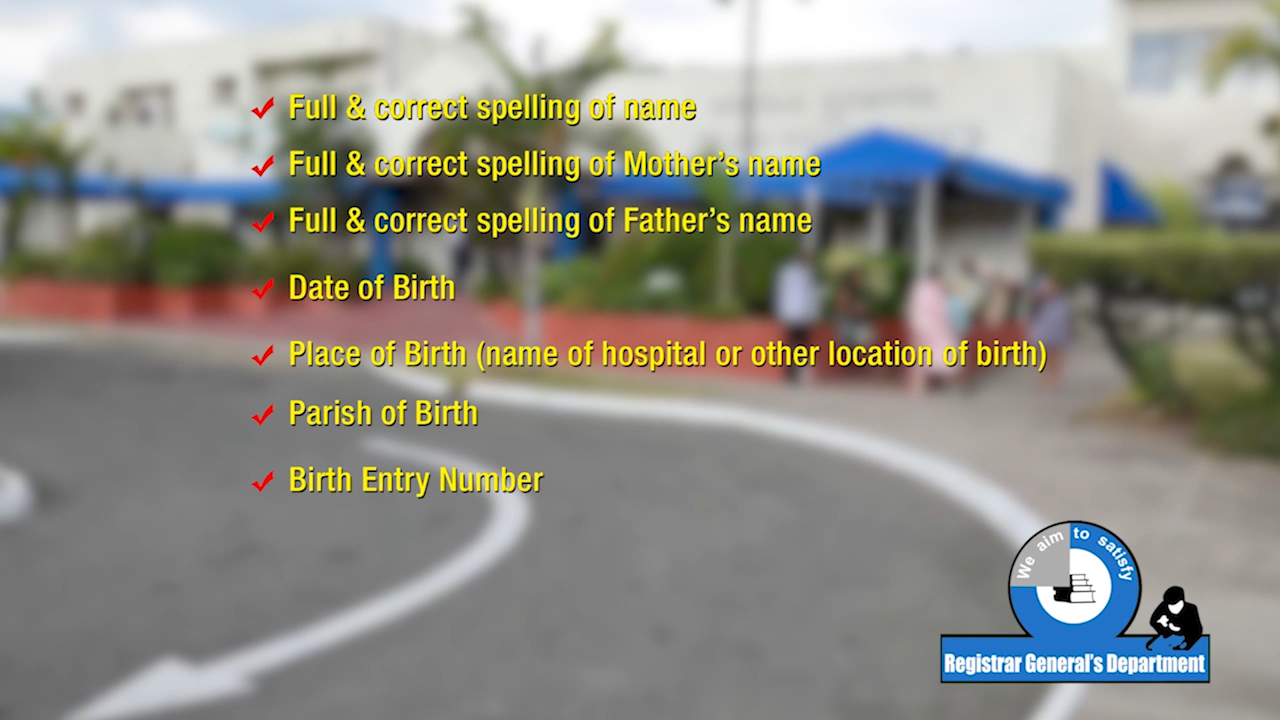 Full & correct spelling of name
Full & correct spelling of Mother's name
Full & correct spelling of Father's name
Date of Birth
Place of Birth (name of hospital or other location of birth)
Parish of Birth
Birth Entry Number
We aim to satisfy
Registrar General's Department